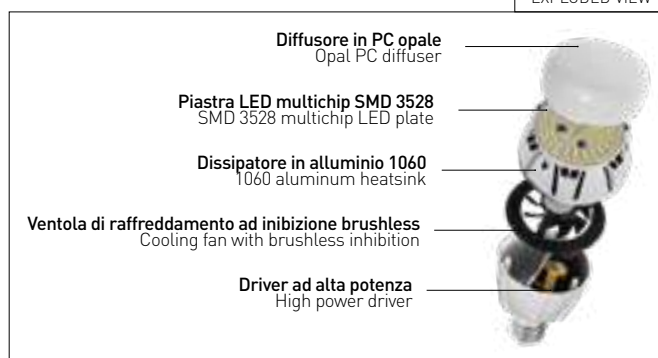 EXPLODED VIEW
Diffusore in PC opale
Opal PC diffuser
Piastra LED multichip SMD 3528
SMD 3528 multichip LED plate
Dissipatore in alluminio 1060
1060 aluminum heatsink
Ventola di raffreddamento ad inibizione brushless
Cooling fan with brushless inhibition
Driver ad alta potenza
High power driver